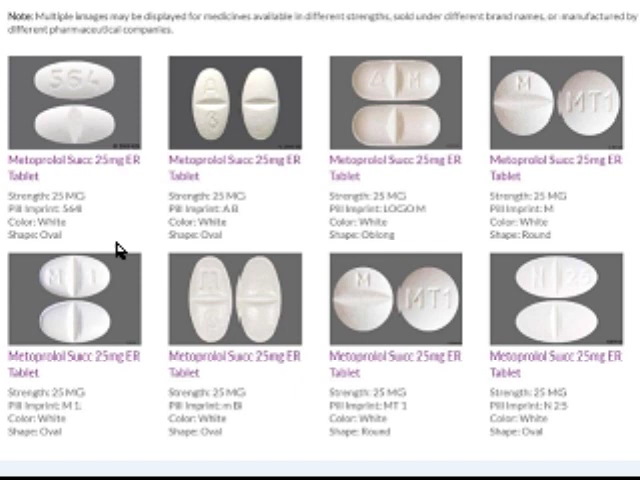 Note: Multiple images may be displayed for medicines available in different strengths, sold under different brand names, or manufactured by
different pharmaceutical companies.
564
A
M
M
MT1
Metoprolol Succ 25mg ER
Tablet
Strength: 25 MG
Pill Imprint: 564
Color: White
Shape: Oval
Metoprolol Succ 25mg ER
Tablet
Strength: 25 MG
Pill Imprint: A B
Color: White
Shape: Oval
Metoprolol Succ 25mg ER
Tablet
Strength: 25 MG
Pill Imprint: LOGO M
Color: White
Shape: Oblong
Metoprolol Succ 25mg ER
Tablet
Strength: 25 MG
Pill Imprint: M
Color: White
Shape: Round
M 1
M
MT1
N 25
Metoprolol Succ 25mg ER
Tablet
Strength: 25 MG
Pill Imprint: M 1
Color: White
Shape: Oval
Metoprolol Succ 25mg ER
Tablet
Strength: 25 MG
Pill Imprint: m
Color: White
Shape: Oval
Metoprolol Succ 25mg ER
Tablet
Strength: 25 MG
Pill Imprint: MT 1
Color: White
Shape: Round
Metoprolol Succ 25mg ER
Tablet
Strength: 25 MG
Pill Imprint: N 25
Color: White
Shape: Oval